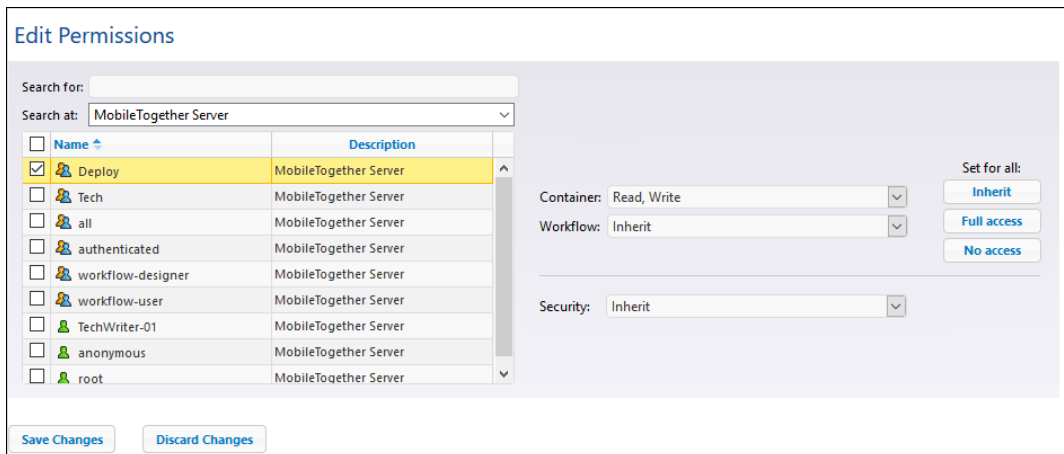 Edit Permissions
Search for:
Search at: MobileTogether Server
Name Description
Deploy MobileTogether Server
Tech MobileTogether Server
all MobileTogether Server
authenticated MobileTogether Server
workflow-designer MobileTogether Server
workflow-user MobileTogether Server
TechWriter-01 MobileTogether Server
anonymous MobileTogether Server
root MobileTogether Server
Container: Read, Write
Workflow: Inherit
Security: Inherit
Set for all:
Inherit
Full access
No access
Save Changes Discard Changes